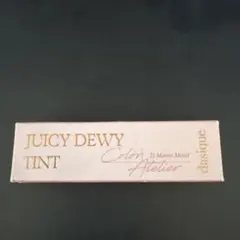 JUICY DEWY
TINT
Color
Atelier
dasique